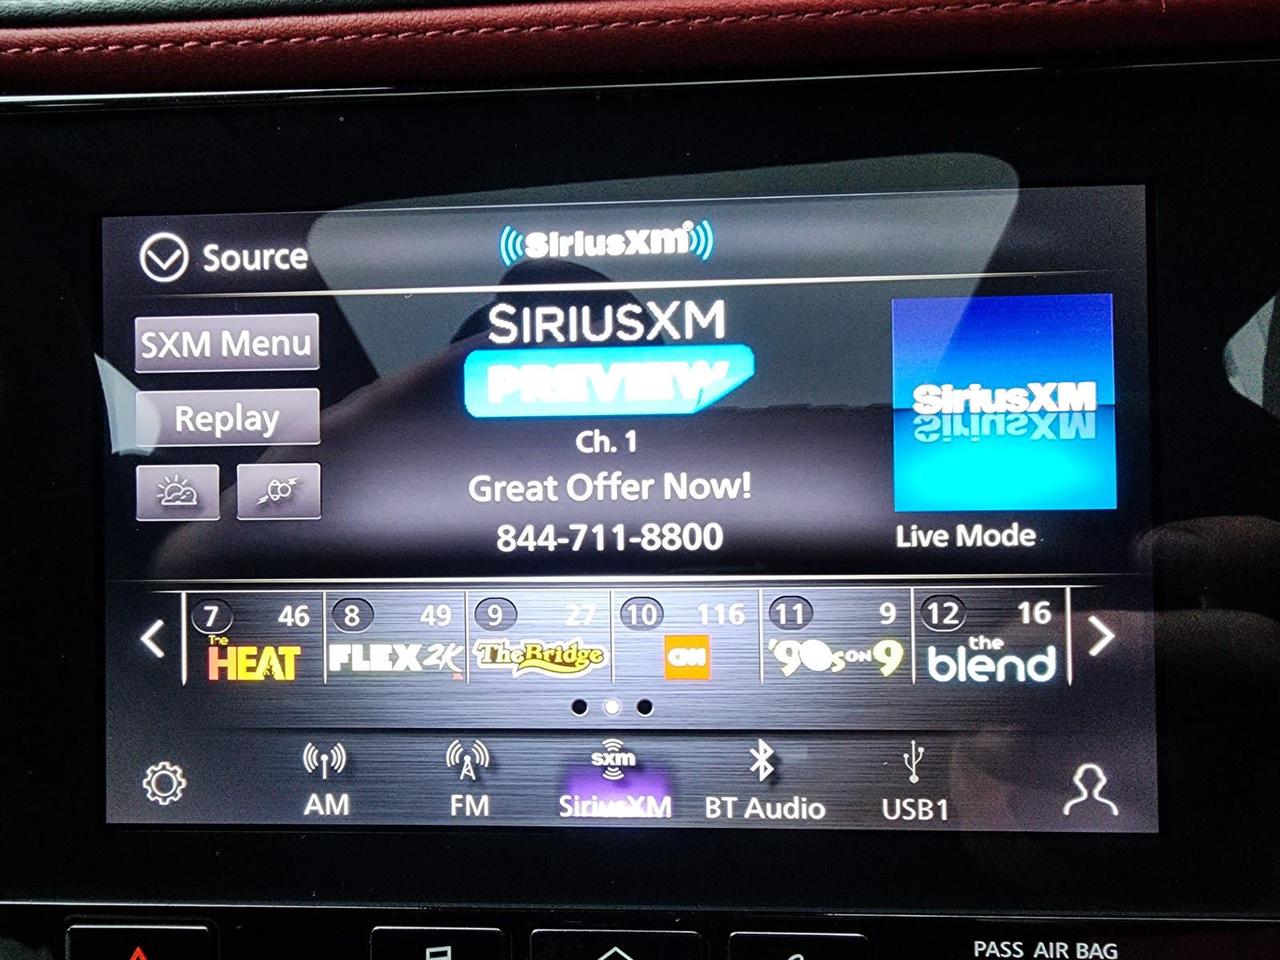 Source
SiriusXM
SXM Menu
Replay
SIRIUSXM
PREVIEW
Ch. 1
Great Offer Now!
844-711-8800
SiriusXM
Live Mode
7 46
The HEAT
8 49
FLEX2K
9 27
The Bridge
10 116
CNN
11 9
'90s ON 9
12 16
the blend
AM
FM
sxm
SiriusXM
BT Audio
USB1
PASS AIR BAG